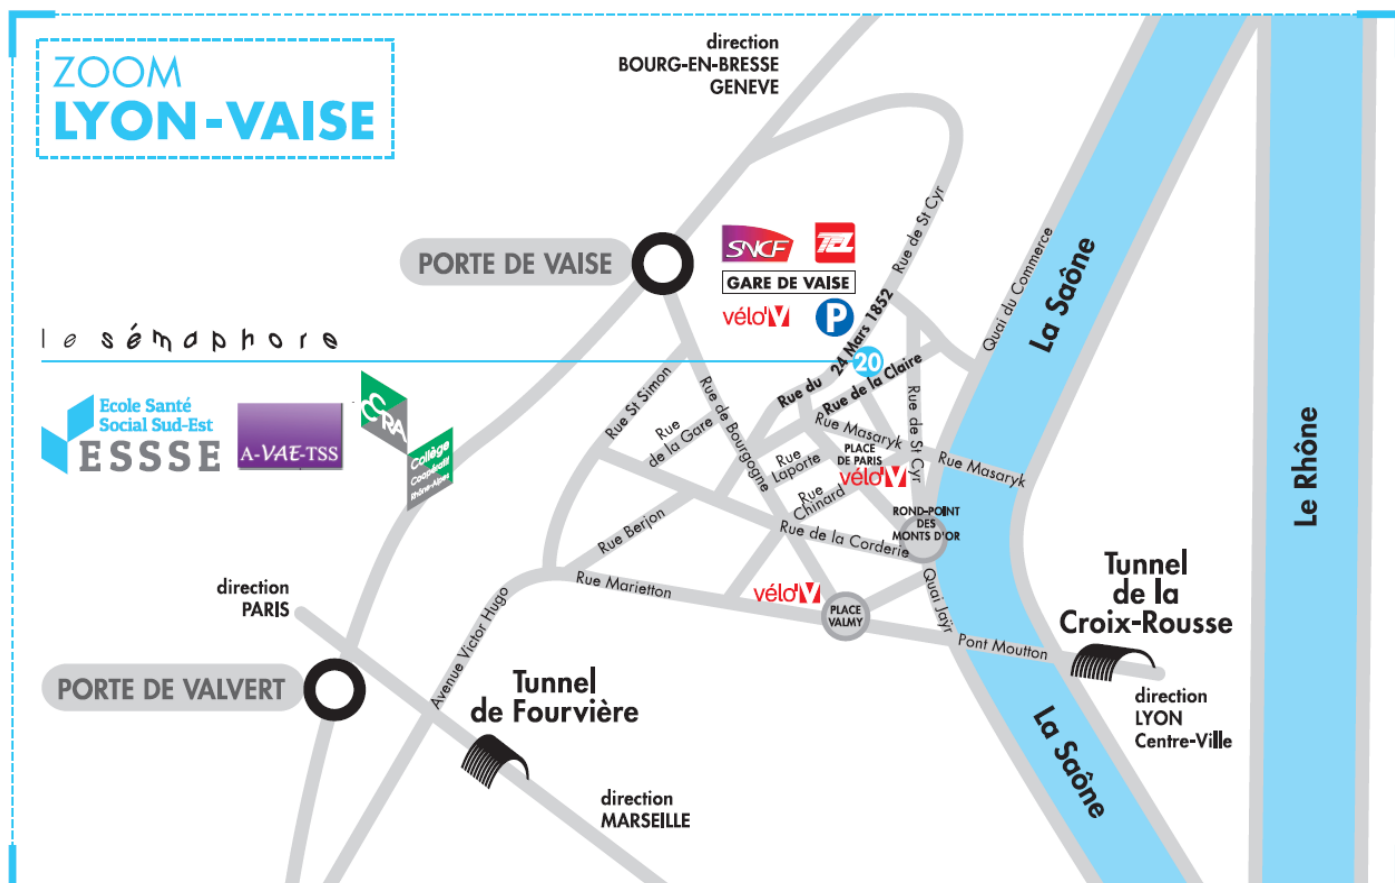 ZOOM
LYON-VAISE
direction
BOURG-EN-BRESSE
GENEVE
PORTE DE VAISE
SNCF
TCL
GARE DE VAISE
vélo'V
P
le sémaphore
20
Ecole Santé
Social Sud-Est
ESSSE
A-VAE-TSS
CCRA
Collège
Coopératif
Rhône-Alpes
Rue de St Cyr
Rue du 24 Mars 1852
Rue de la Claire
Quai du Commerce
La Saône
Le Rhône
Rue St Simon
Rue
de la Gare
Rue de Bourgogne
Rue Masaryk
Rue de St Cyr
PLACE
DE PARIS
vélo'V
Rue Masaryk
Rue
Laporte
Rue
Chinard
ROND-POINT
DES
MONTS D'OR
Rue Berjon
Rue de la Corderie
Rue Marietton
vélo'V
PLACE
VALMY
Quai Jaÿr
Pont Moutton
Tunnel
de la
Croix-Rousse
direction
LYON
Centre-Ville
direction
PARIS
PORTE DE VALVERT
Avenue Victor Hugo
Tunnel
de Fourvière
direction
MARSEILLE
La Saône